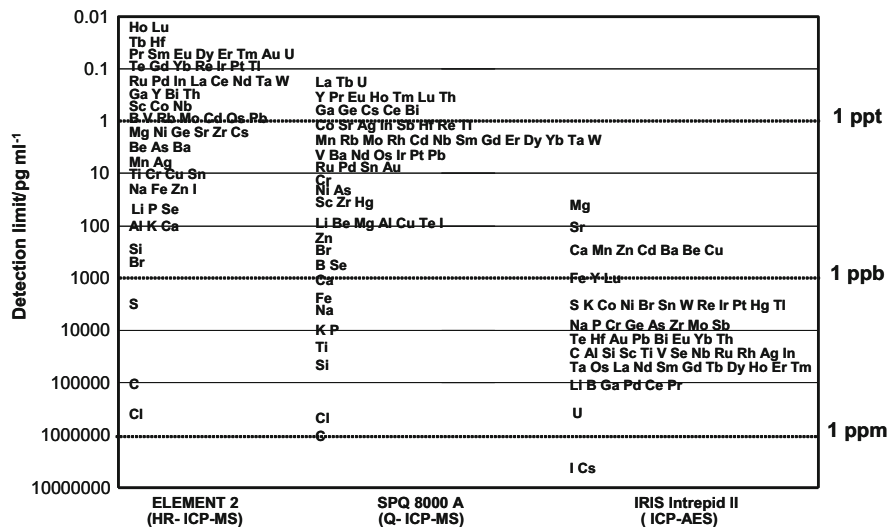 Detection limit/pg ml-1
0.01
0.1
1
10
100
1000
10000
100000
1000000
10000000
Ho Lu
Tb Hf
Pr Sm Eu Dy Er Tm Au U
Te Gd Yb Re Ir Pt Tl
Ru Pd In La Ce Nd Ta W
Ga Y Bi Th
Sc Co Nb
B V Rb Mo Cd Os Pb
Mg Ni Ge Sr Zr Cs
Be As Ba
Mn Ag
Ti Cr Cu Sn
Na Fe Zn I
Li P Se
Al K Ca
Si
Br
S
C
Cl
La Tb U
Y Pr Eu Ho Tm Lu Th
Ga Ge Cs Ce Bi
Co Sr Ag In Sb Hf Re Tl
Mn Rb Mo Rh Cd Nb Sm Gd Er Dy Yb Ta W
V Ba Nd Os Ir Pt Pb
Ru Pd Sn Au
Cr
Ni As
Sc Zr Hg
Li Be Mg Al Cu Te I
Zn
Br
B Se
Ca
Fe
Na
K P
Ti
Si
Cl
C
Mg
Sr
Ca Mn Zn Cd Ba Be Cu
Fe Y Lu
S K Co Ni Br Sn W Re Ir Pt Hg Tl
Na P Cr Ge As Zr Mo Sb
Te Hf Au Pb Bi Eu Yb Th
C Al Si Sc Ti V Se Nb Ru Rh Ag In
Ta Os La Nd Sm Gd Tb Dy Ho Er Tm
Li B Ga Pd Ce Pr
U
I Cs
1 ppt
1 ppb
1 ppm
ELEMENT 2
(HR- ICP-MS)
SPQ 8000 A
(Q- ICP-MS)
IRIS Intrepid II
( ICP-AES)